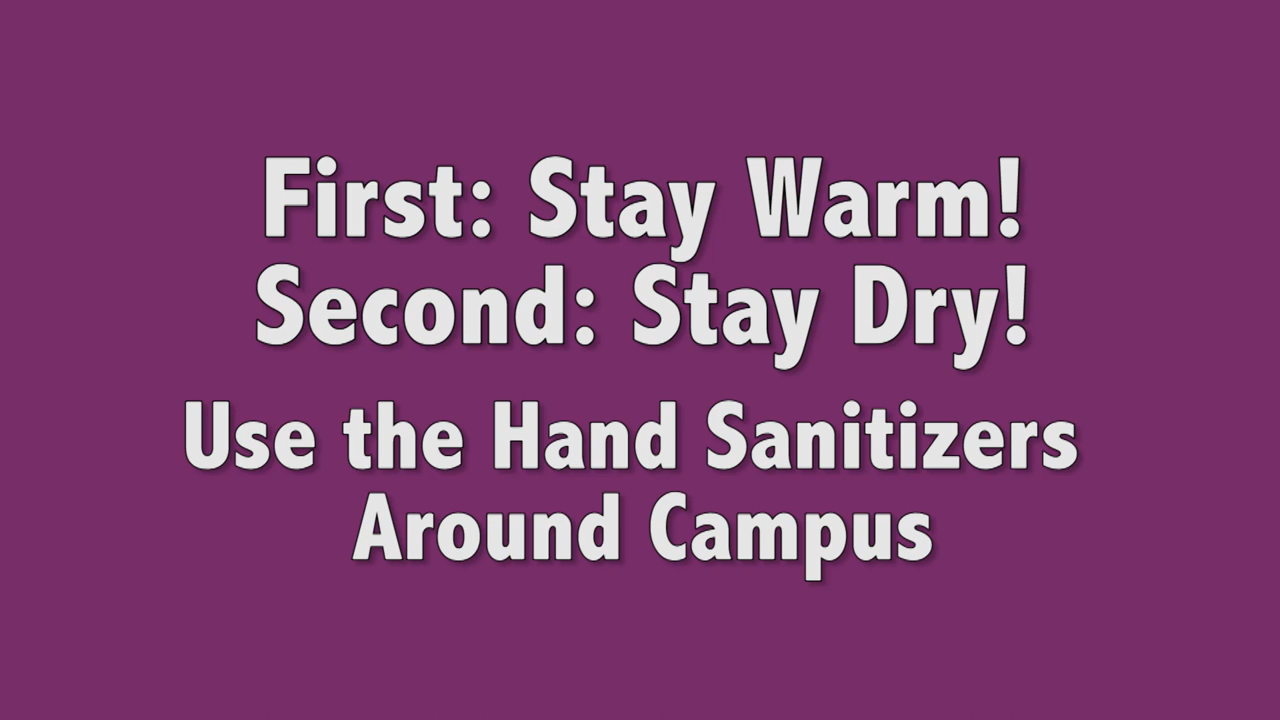 First: Stay Warm!
Second: Stay Dry!
Use the Hand Sanitizers
Around Campus